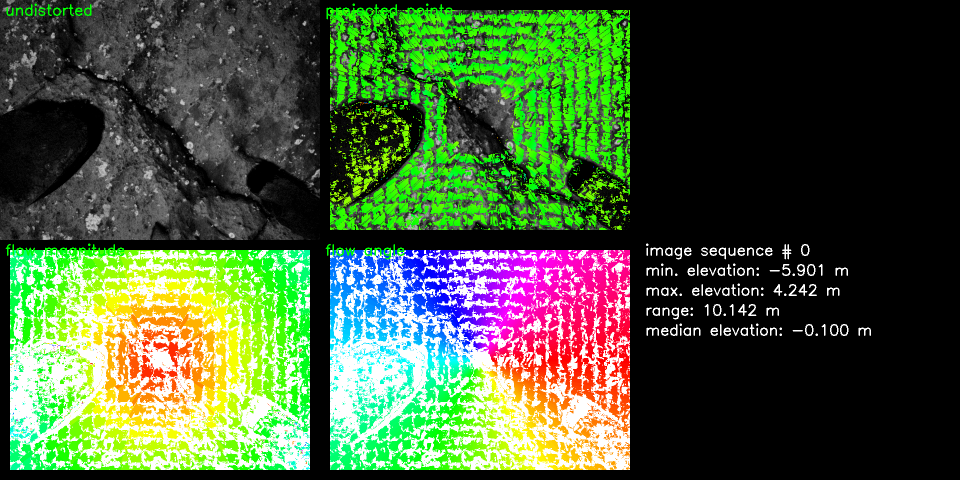 undistorted
projected points
flow magnitude
flow angle
image sequence # 0
min. elevation: −5.901 m
max. elevation: 4.242 m
range: 10.142 m
median elevation: −0.100 m